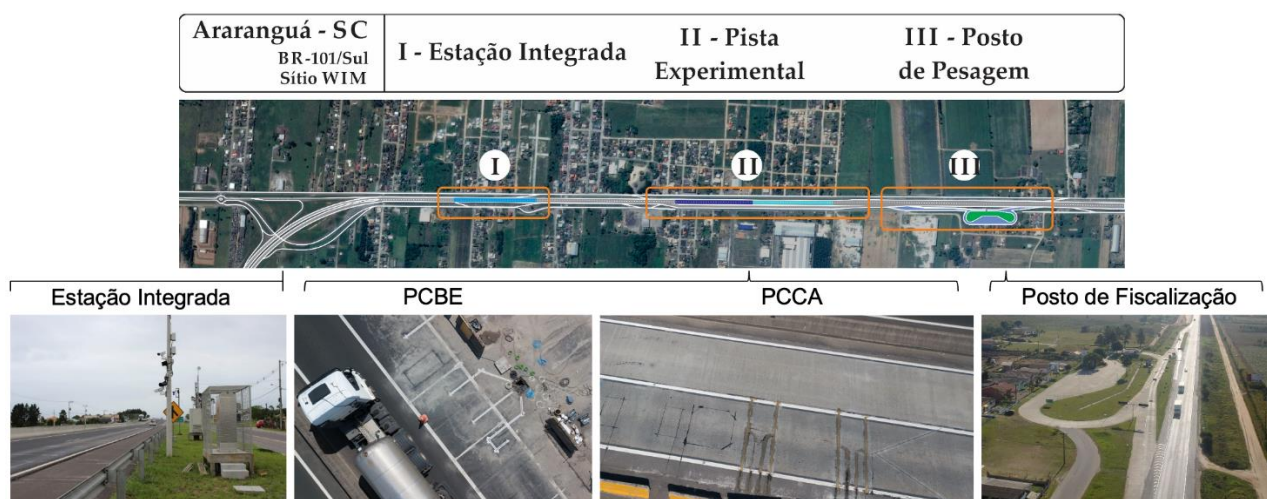 Araranguá - SC
BR-101/Sul
Sítio WIM
I - Estação Integrada
II - Pista
Experimental
III - Posto
de Pesagem
I
II
III
Estação Integrada
PCBE
PCCA
Posto de Fiscalização